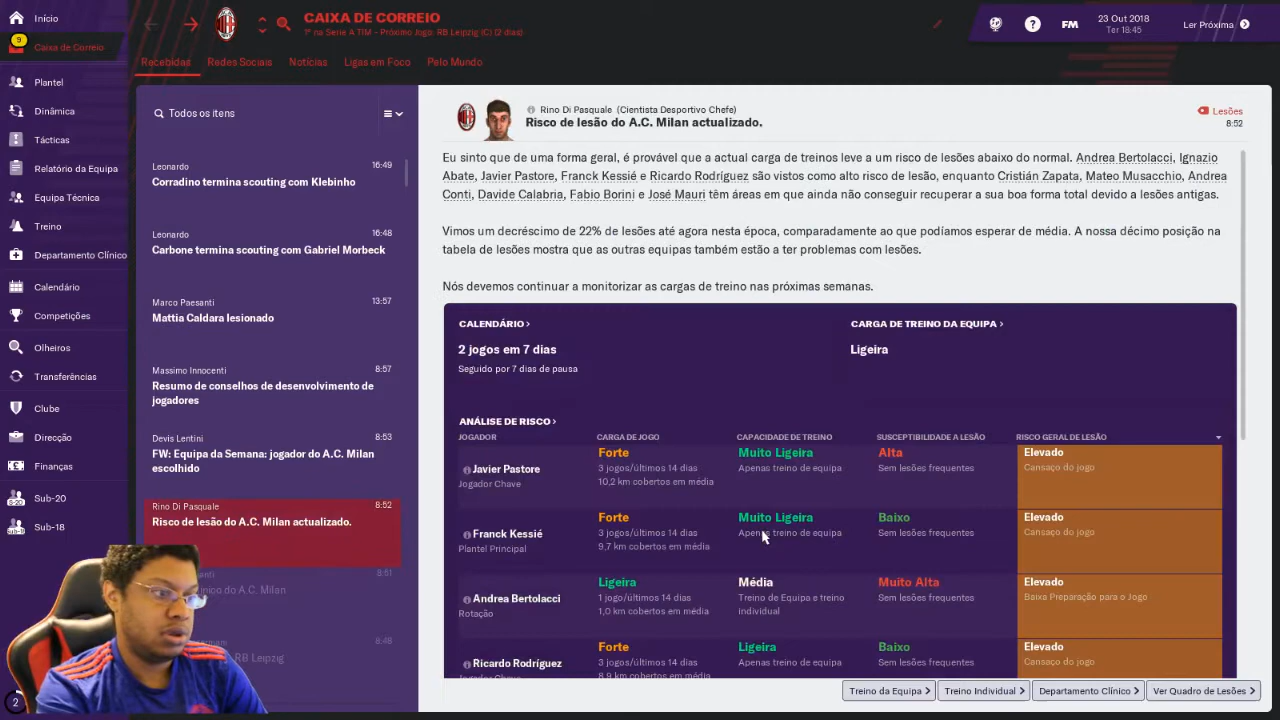 Início
CAIXA DE CORREIO
1º na Serie A TIM - Próximo Jogo: RB Leipzig (C) (2 dias)
FM
23 Out 2018
Ter 18:45
Ler Próxima
9
Caixa de Correio
Recebidas
Redes Sociais
Notícias
Ligas em Foco
Pelo Mundo
Plantel
Dinâmica
Tácticas
Relatório da Equipa
Equipa Técnica
Treino
Departamento Clínico
Calendário
Competições
Olheiros
Transferências
Clube
Direcção
Finanças
Sub-20
Sub-18
2
Todos os itens
Leonardo
16:49
Corradino termina scouting com Klebinho
Leonardo
16:48
Carbone termina scouting com Gabriel Morbeck
Marco Paesanti
13:57
Mattia Caldara lesionado
Massimo Innocenti
8:57
Resumo de conselhos de desenvolvimento de
jogadores
Devis Lentini
8:53
FW: Equipa da Semana: jogador do A.C. Milan
escolhido
Rino Di Pasquale
8:52
Risco de lesão do A.C. Milan actualizado.
8:51
do A.C. Milan
8:48
RB Leipzig
Rino Di Pasquale (Cientista Desportivo Chefe)
Risco de lesão do A.C. Milan actualizado.
Lesões
8:52
Eu sinto que de uma forma geral, é provável que a actual carga de treinos leve a um risco de lesões abaixo do normal. Andrea Bertolacci, Ignazio
Abate, Javier Pastore, Franck Kessié e Ricardo Rodríguez são vistos como alto risco de lesão, enquanto Cristián Zapata, Mateo Musacchio, Andrea
Conti, Davide Calabria, Fabio Borini e José Mauri têm áreas em que ainda não conseguir recuperar a sua boa forma total devido a lesões antigas.
Vimos um decréscimo de 22% de lesões até agora nesta época, comparadamente ao que podíamos esperar de média. A nossa décimo posição na
tabela de lesões mostra que as outras equipas também estão a ter problemas com lesões.
Nós devemos continuar a monitorizar as cargas de treino nas próximas semanas.
CALENDÁRIO >
2 jogos em 7 dias
Seguido por 7 dias de pausa
CARGA DE TREINO DA EQUIPA >
Ligeira
ANÁLISE DE RISCO >
JOGADOR
CARGA DE JOGO
CAPACIDADE DE TREINO
SUSCEPTIBILIDADE A LESÃO
RISCO GERAL DE LESÃO
Javier Pastore
Jogador Chave
Forte
3 jogos/últimos 14 dias
10,2 km cobertos em média
Muito Ligeira
Apenas treino de equipa
Alta
Sem lesões frequentes
Elevado
Cansaço do jogo
Franck Kessié
Plantel Principal
Forte
3 jogos/últimos 14 dias
9,7 km cobertos em média
Muito Ligeira
Apenas treino de equipa
Baixo
Sem lesões frequentes
Elevado
Cansaço do jogo
Andrea Bertolacci
Rotação
Ligeira
1 jogo/últimos 14 dias
1,0 km cobertos em média
Média
Treino de Equipa e treino
individual
Muito Alta
Sem lesões frequentes
Elevado
Baixa Preparação para o Jogo
Ricardo Rodríguez
Jogador Chave
Forte
3 jogos/últimos 14 dias
8,9 km cobertos em média
Ligeira
Apenas treino de equipa
Baixo
Sem lesões frequentes
Elevado
Cansaço do jogo
Treino da Equipa >
Treino Individual >
Departamento Clínico >
Ver Quadro de Lesões >